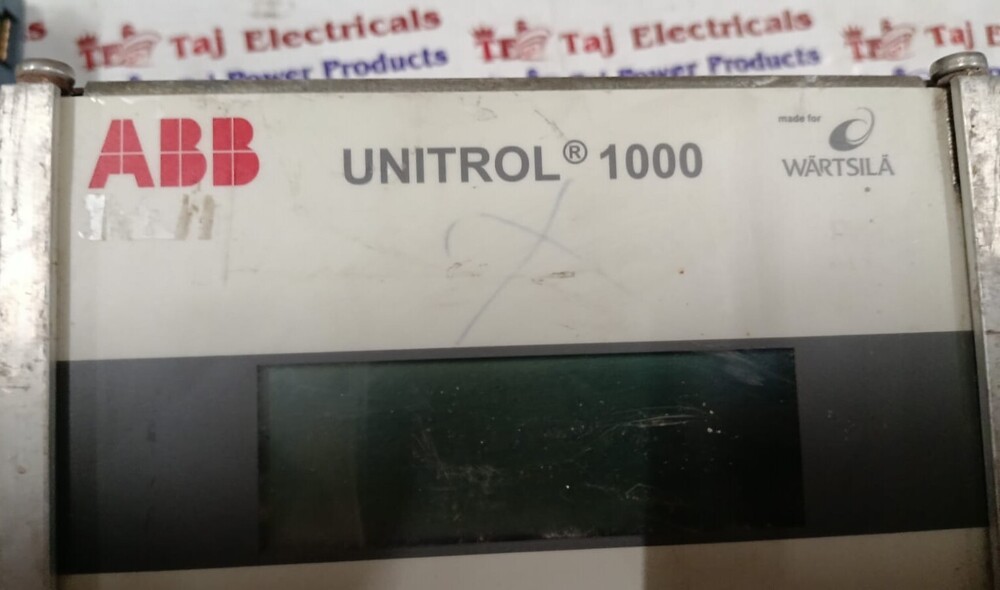 Taj Electricals
Taj Electricals
Taj
Power Products
Power Products
ABB
UNITROL® 1000
made for
WÄRTSILÄ